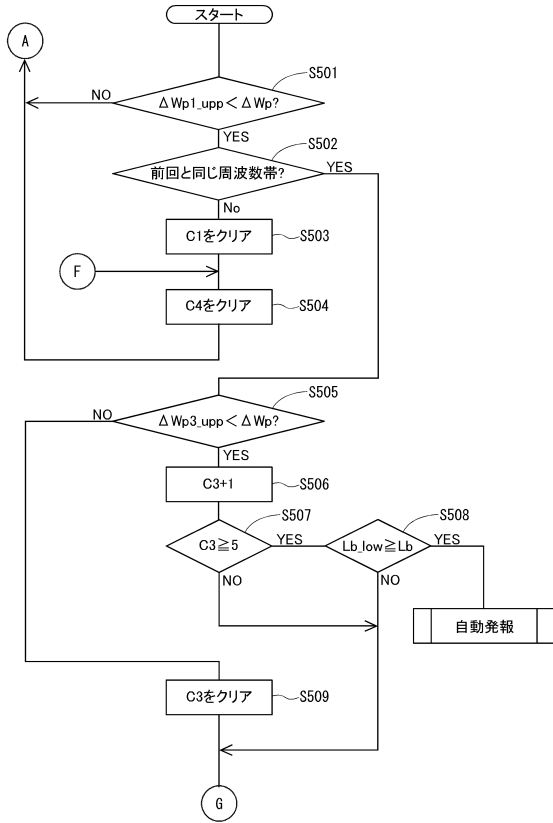 スタート
A
S501
ΔWp1_upp＜ΔWp?
NO
YES
S502
前回と同じ周波数帯?
YES
No
C1をクリア
S503
F
C4をクリア
S504
S505
ΔWp3_upp＜ΔWp?
NO
YES
C3+1
S506
S507
C3≧5
YES
NO
S508
Lb_low≧Lb
YES
NO
自動発報
C3をクリア
S509
G